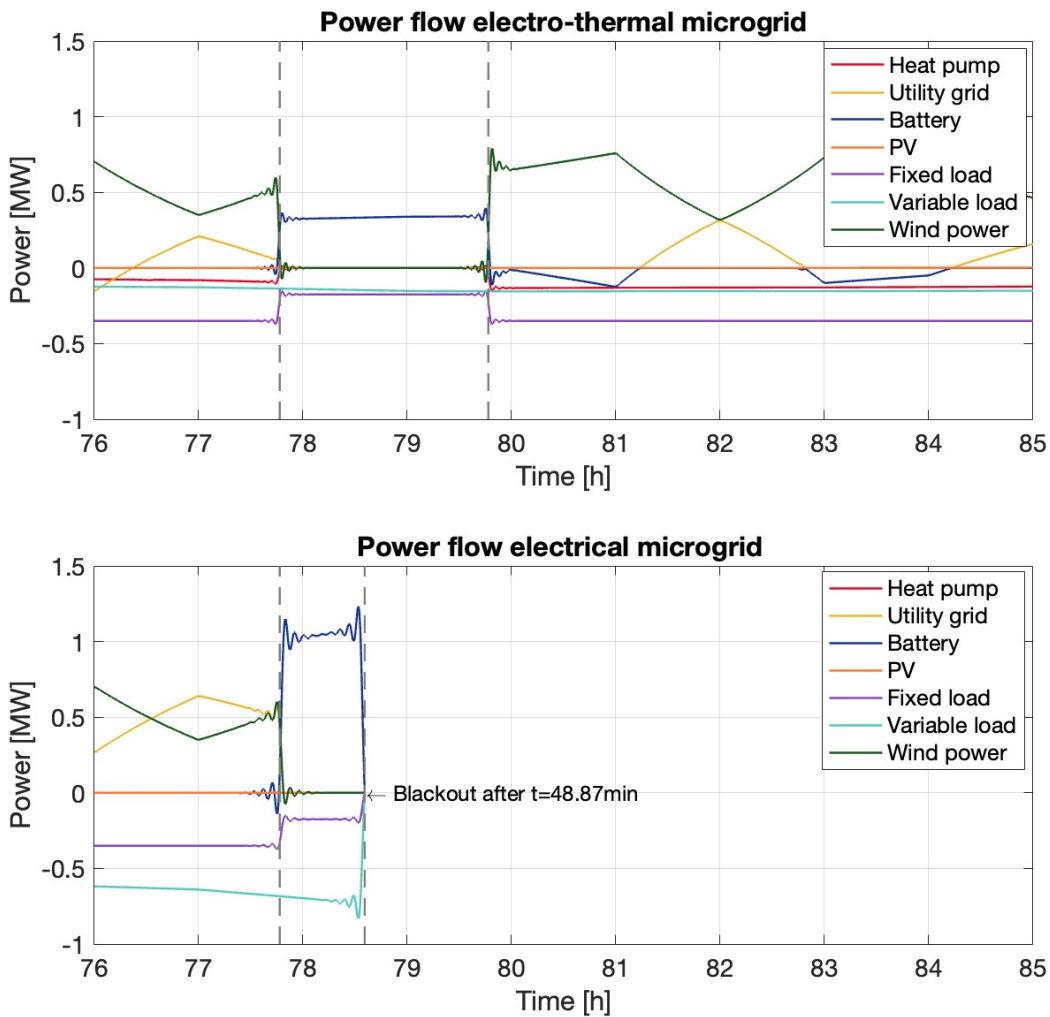 Power flow electro-thermal microgrid
1.5
1
0.5
0
-0.5
-1
Power [MW]
Heat pump
Utility grid
Battery
PV
Fixed load
Variable load
Wind power
76 77 78 79 80 81 82 83 84 85
Time [h]
Power flow electrical microgrid
1.5
1
0.5
0
-0.5
-1
Power [MW]
Heat pump
Utility grid
Battery
PV
Fixed load
Variable load
Wind power
← Blackout after t=48.87min
76 77 78 79 80 81 82 83 84 85
Time [h]